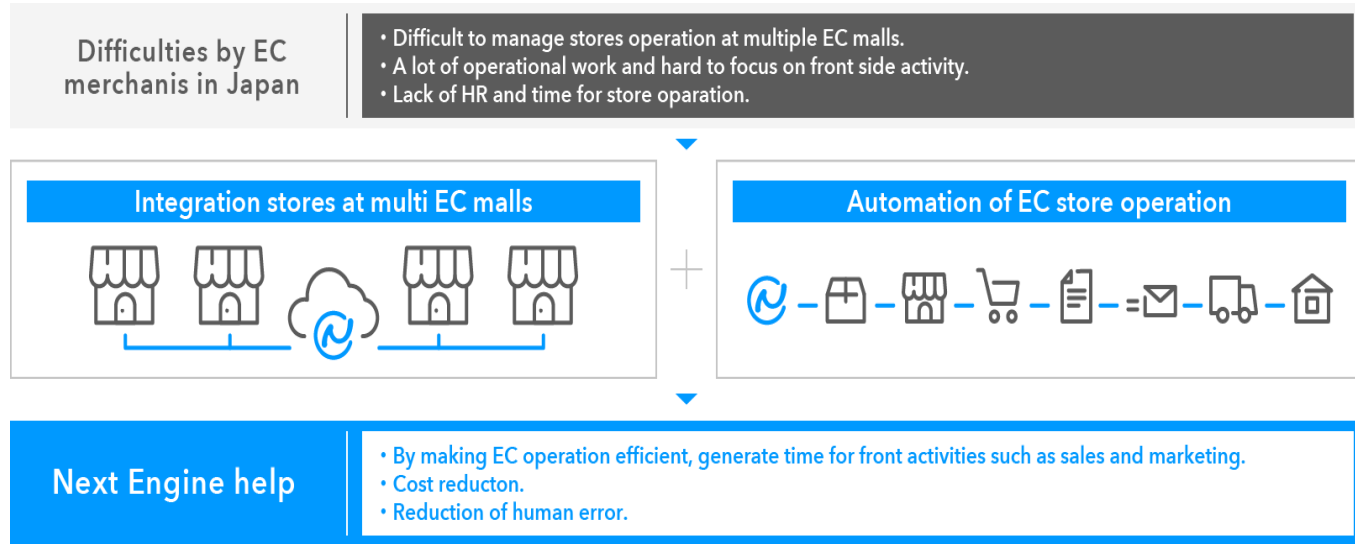 Difficulties by EC
merchanis in Japan
• Difficult to manage stores operation at multiple EC malls.
• A lot of operational work and hard to focus on front side activity.
• Lack of HR and time for store oparation.
Integration stores at multi EC malls
Automation of EC store operation
Next Engine help
• By making EC operation efficient, generate time for front activities such as sales and marketing.
• Cost reducton.
• Reduction of human error.